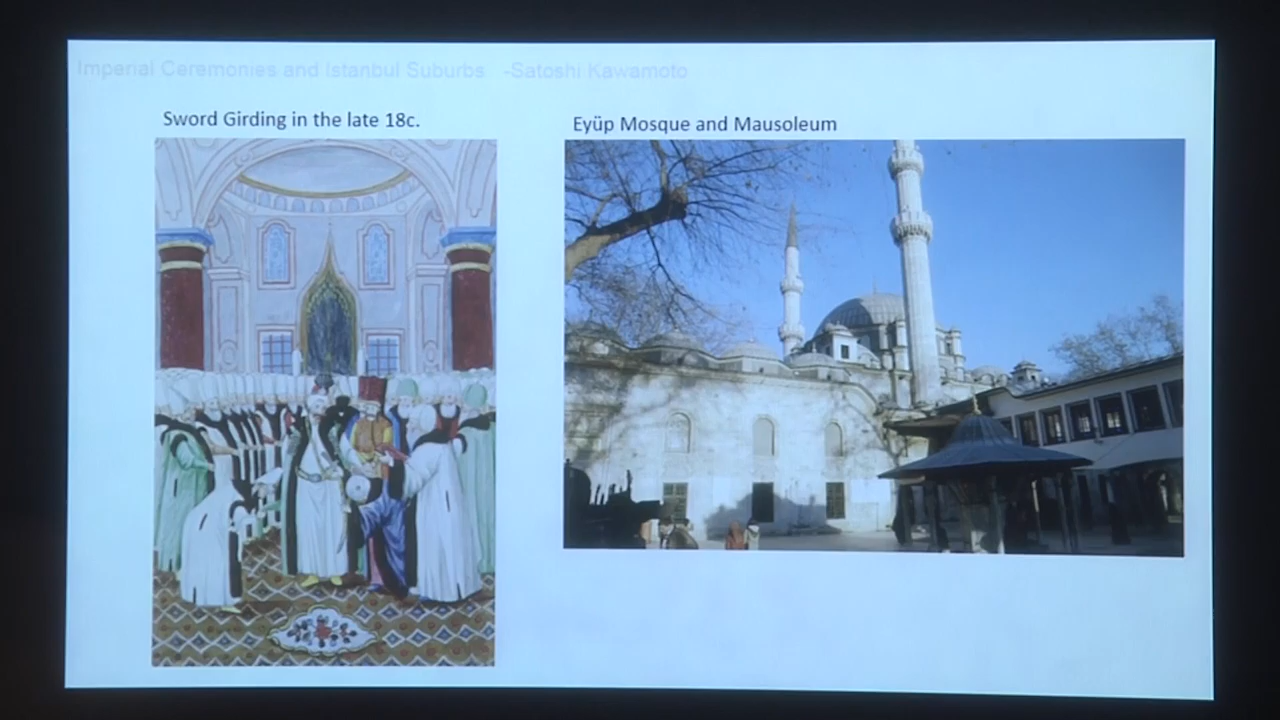 Imperial Ceremonies and Istanbul Suburbs -Satoshi Kawamoto
Sword Girding in the late 18c.
Eyüp Mosque and Mausoleum